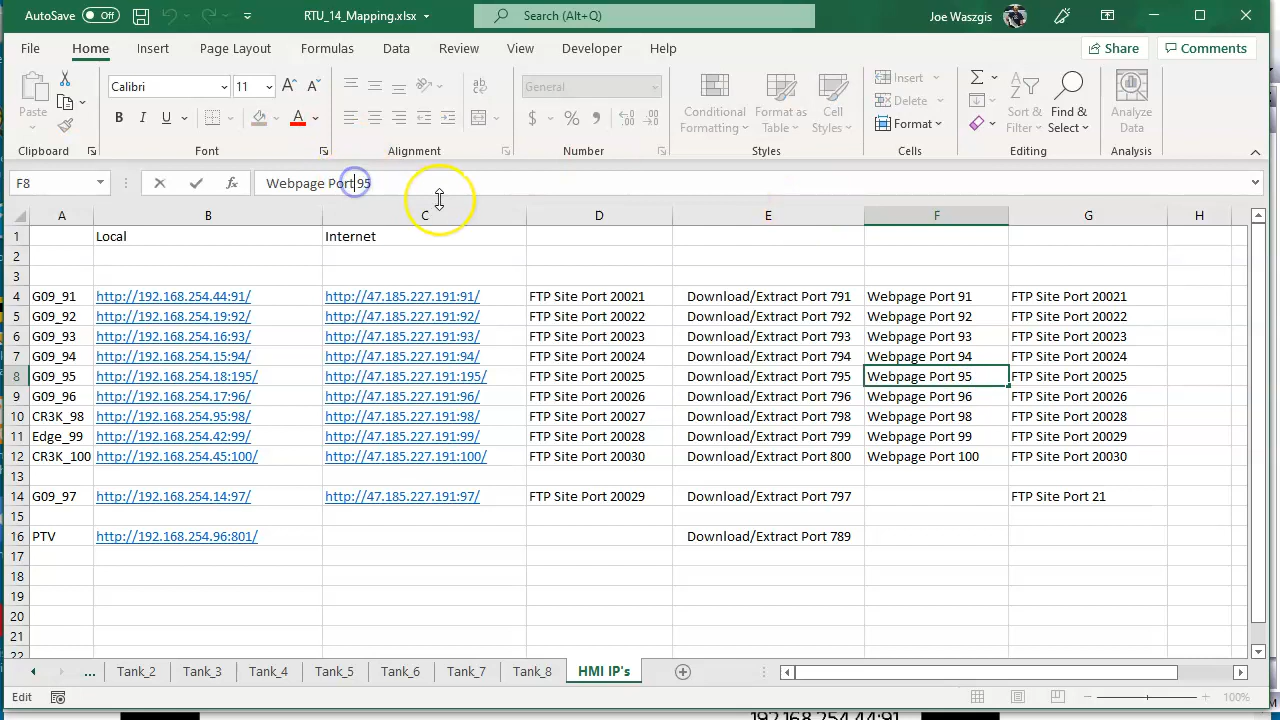 AutoSave Off RTU_14_Mapping.xlsx Search (Alt+Q) Joe Waszgis
File Home Insert Page Layout Formulas Data Review View Developer Help Share Comments
Paste Calibri 11 General Conditional Formatting Format as Table Cell Styles Insert Delete Format Sort & Filter Find & Select Analyze Data
Clipboard Font Alignment Number Styles Cells Editing Analysis
F8 Webpage Port 95
A B C D E F G H
1 Local Internet
2
3
4 G09_91 http://192.168.254.44:91/ http://47.185.227.191:91/ FTP Site Port 20021 Download/Extract Port 791 Webpage Port 91 FTP Site Port 20021
5 G09_92 http://192.168.254.19:92/ http://47.185.227.191:92/ FTP Site Port 20022 Download/Extract Port 792 Webpage Port 92 FTP Site Port 20022
6 G09_93 http://192.168.254.16:93/ http://47.185.227.191:93/ FTP Site Port 20023 Download/Extract Port 793 Webpage Port 93 FTP Site Port 20023
7 G09_94 http://192.168.254.15:94/ http://47.185.227.191:94/ FTP Site Port 20024 Download/Extract Port 794 Webpage Port 94 FTP Site Port 20024
8 G09_95 http://192.168.254.18:195/ http://47.185.227.191:195/ FTP Site Port 20025 Download/Extract Port 795 Webpage Port 95 FTP Site Port 20025
9 G09_96 http://192.168.254.17:96/ http://47.185.227.191:96/ FTP Site Port 20026 Download/Extract Port 796 Webpage Port 96 FTP Site Port 20026
10 CR3K_98 http://192.168.254.95:98/ http://47.185.227.191:98/ FTP Site Port 20027 Download/Extract Port 798 Webpage Port 98 FTP Site Port 20028
11 Edge_99 http://192.168.254.42:99/ http://47.185.227.191:99/ FTP Site Port 20028 Download/Extract Port 799 Webpage Port 99 FTP Site Port 20029
12 CR3K_100 http://192.168.254.45:100/ http://47.185.227.191:100/ FTP Site Port 20030 Download/Extract Port 800 Webpage Port 100 FTP Site Port 20030
13
14 G09_97 http://192.168.254.14:97/ http://47.185.227.191:97/ FTP Site Port 20029 Download/Extract Port 797 FTP Site Port 21
15
16 PTV http://192.168.254.96:801/ Download/Extract Port 789
17
18
19
20
21
22
... Tank_2 Tank_3 Tank_4 Tank_5 Tank_6 Tank_7 Tank_8 HMI IP's
Edit 100%
192.168.254.44:91